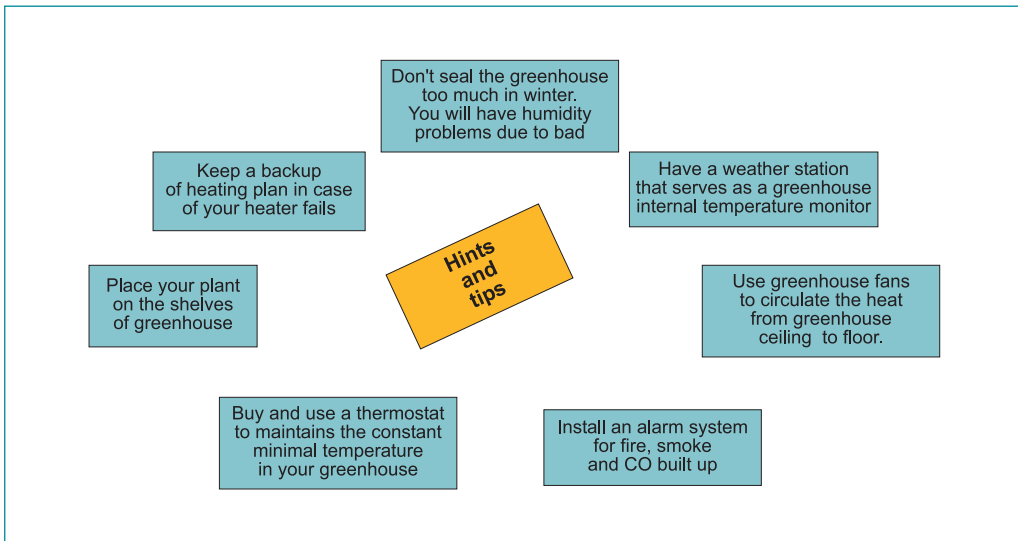 Don't seal the greenhouse
too much in winter.
You will have humidity
problems due to bad
Keep a backup
of heating plan in case
of your heater fails
Have a weather station
that serves as a greenhouse
internal temperature monitor
Hints
and
tips
Place your plant
on the shelves
of greenhouse
Use greenhouse fans
to circulate the heat
from greenhouse
ceiling to floor.
Buy and use a thermostat
to maintains the constant
minimal temperature
in your greenhouse
Install an alarm system
for fire, smoke
and CO built up